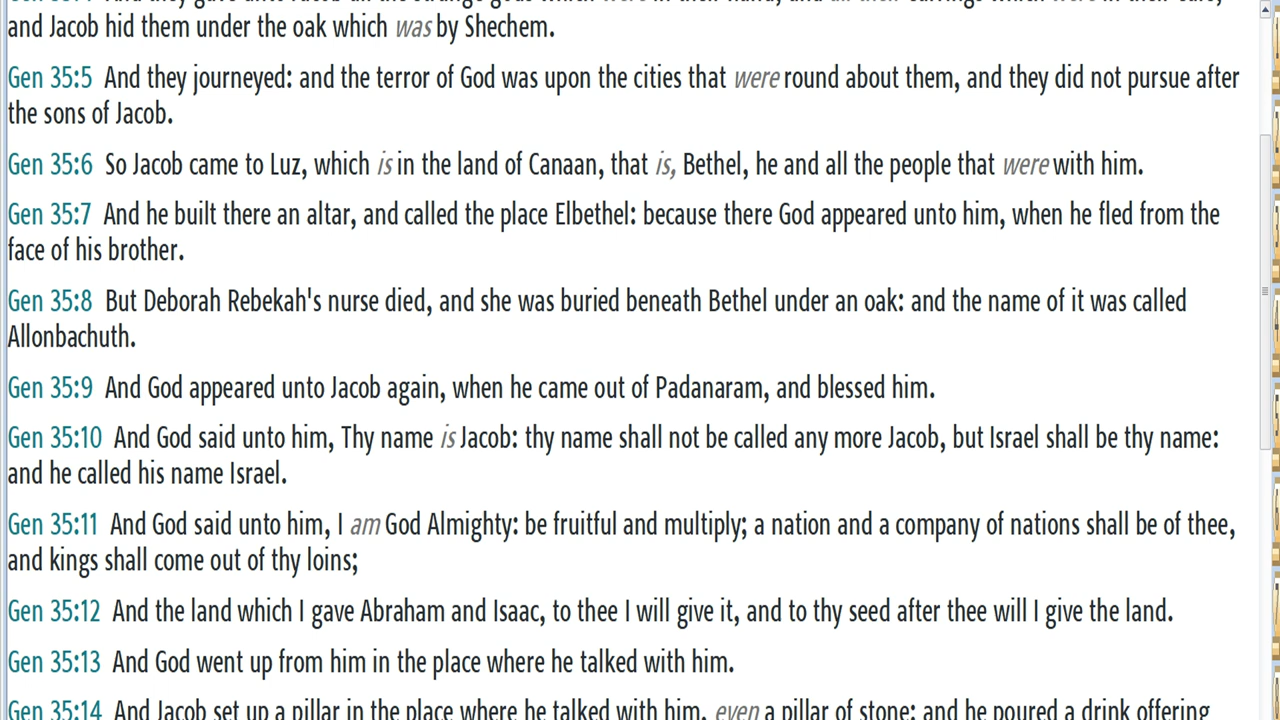 and Jacob hid them under the oak which was by Shechem.
Gen 35:5 And they journeyed: and the terror of God was upon the cities that were round about them, and they did not pursue after
the sons of Jacob.
Gen 35:6 So Jacob came to Luz, which is in the land of Canaan, that is, Bethel, he and all the people that were with him.
Gen 35:7 And he built there an altar, and called the place Elbethel: because there God appeared unto him, when he fled from the
face of his brother.
Gen 35:8 But Deborah Rebekah's nurse died, and she was buried beneath Bethel under an oak: and the name of it was called
Allonbachuth.
Gen 35:9 And God appeared unto Jacob again, when he came out of Padanaram, and blessed him.
Gen 35:10 And God said unto him, Thy name is Jacob: thy name shall not be called any more Jacob, but Israel shall be thy name:
and he called his name Israel.
Gen 35:11 And God said unto him, I am God Almighty: be fruitful and multiply; a nation and a company of nations shall be of thee,
and kings shall come out of thy loins;
Gen 35:12 And the land which I gave Abraham and Isaac, to thee I will give it, and to thy seed after thee will I give the land.
Gen 35:13 And God went up from him in the place where he talked with him.
Gen 35:14 And Jacob set up a pillar in the place where he talked with him, even a pillar of stone: and he poured a drink offering